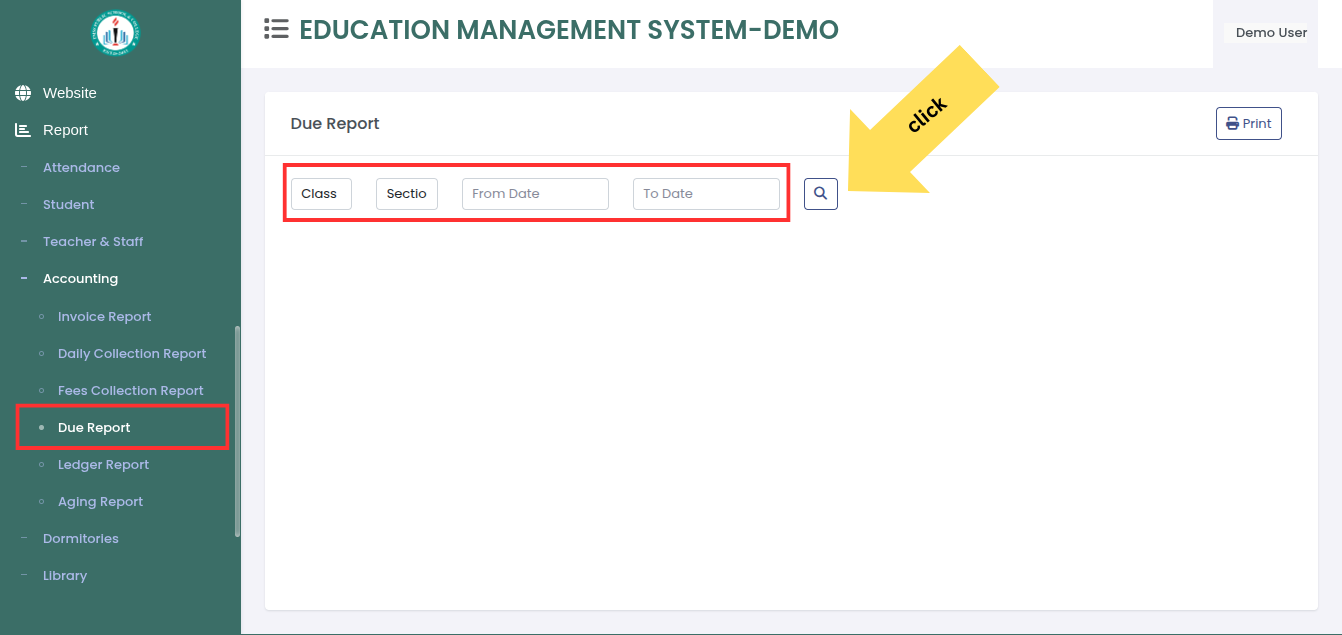 EDUCATION MANAGEMENT SYSTEM-DEMO
Demo User
Website
Report
Attendance
Student
Teacher & Staff
Accounting
Invoice Report
Daily Collection Report
Fees Collection Report
Due Report
Ledger Report
Aging Report
Dormitories
Library
Due Report
Print
click
Class
Sectio
From Date
To Date